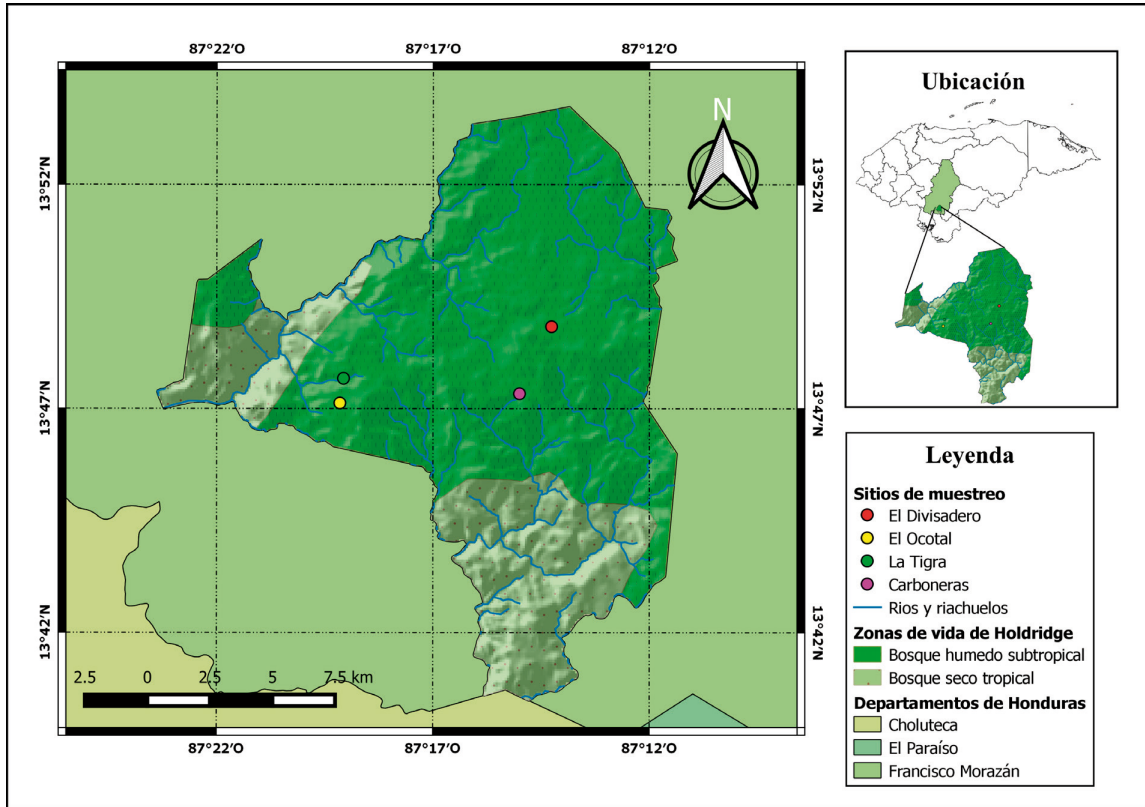 87°22'O 87°17'O 87°12'O
N
13°52'N 13°52'N
13°47'N 13°47'N
13°42'N 13°42'N
2.5 0 2.5 5 7.5 km
87°22'O 87°17'O 87°12'O
Ubicación
Leyenda
Sitios de muestreo
El Divisadero
El Ocotal
La Tigra
Carboneras
Rios y riachuelos
Zonas de vida de Holdridge
Bosque humedo subtropical
Bosque seco tropical
Departamentos de Honduras
Choluteca
El Paraíso
Francisco Morazán